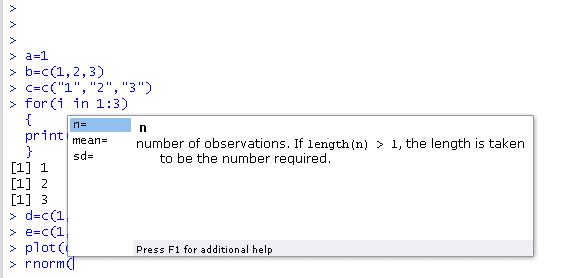 >
>
>
> a=1
> b=c(1,2,3)
> c=c("1","2","3")
> for(i in 1:3)
{
print
}
[1] 1
[1] 2
[1] 3
> d=c(1,
> e=c(1,
> plot(
> rnorm(
n=
mean=
sd=
n
number of observations. If length(n) > 1, the length is taken
to be the number required.
Press F1 for additional help